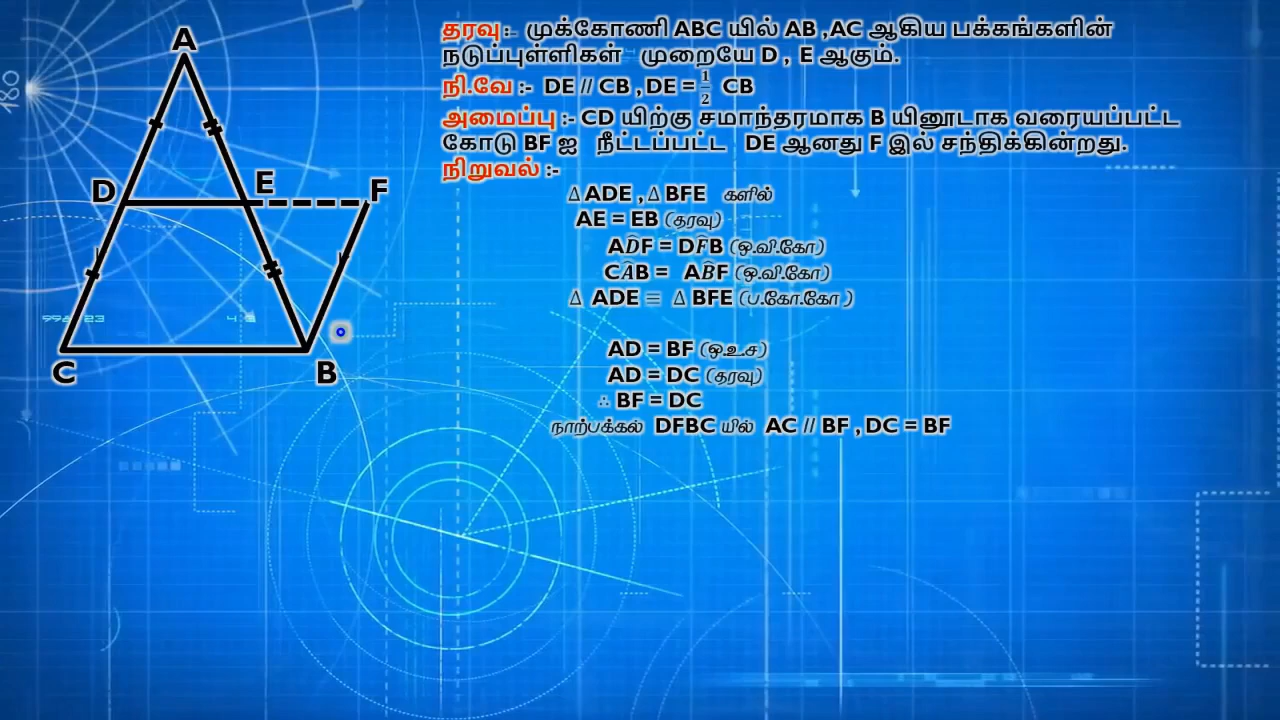 தரவு :- முக்கோணி ABC யில் AB ,AC ஆகிய பக்கங்களின்
நடுப்புள்ளிகள் முறையே D , E ஆகும்.
நி.வே :- DE // CB , DE = 1/2 CB
அமைப்பு :- CD யிற்கு சமாந்தரமாக B யினூடாக வரையப்பட்ட
கோடு BF ஐ நீட்டப்பட்ட DE ஆனது F இல் சந்திக்கின்றது.
நிறுவல் :-
Δ ADE , Δ BFE களில்
AE = EB (தரவு)
AD̂F = DF̂B (ஒ.வி.கோ)
CÂB = AB̂F (ஒ.வி.கோ)
Δ ADE ≡ Δ BFE (ப.கோ.கோ )
AD = BF (ஒ.உ.ச)
AD = DC (தரவு)
∴ BF = DC
நாற்பக்கல் DFBC யில் AC // BF , DC = BF
A
D
E
F
C
B
180
4